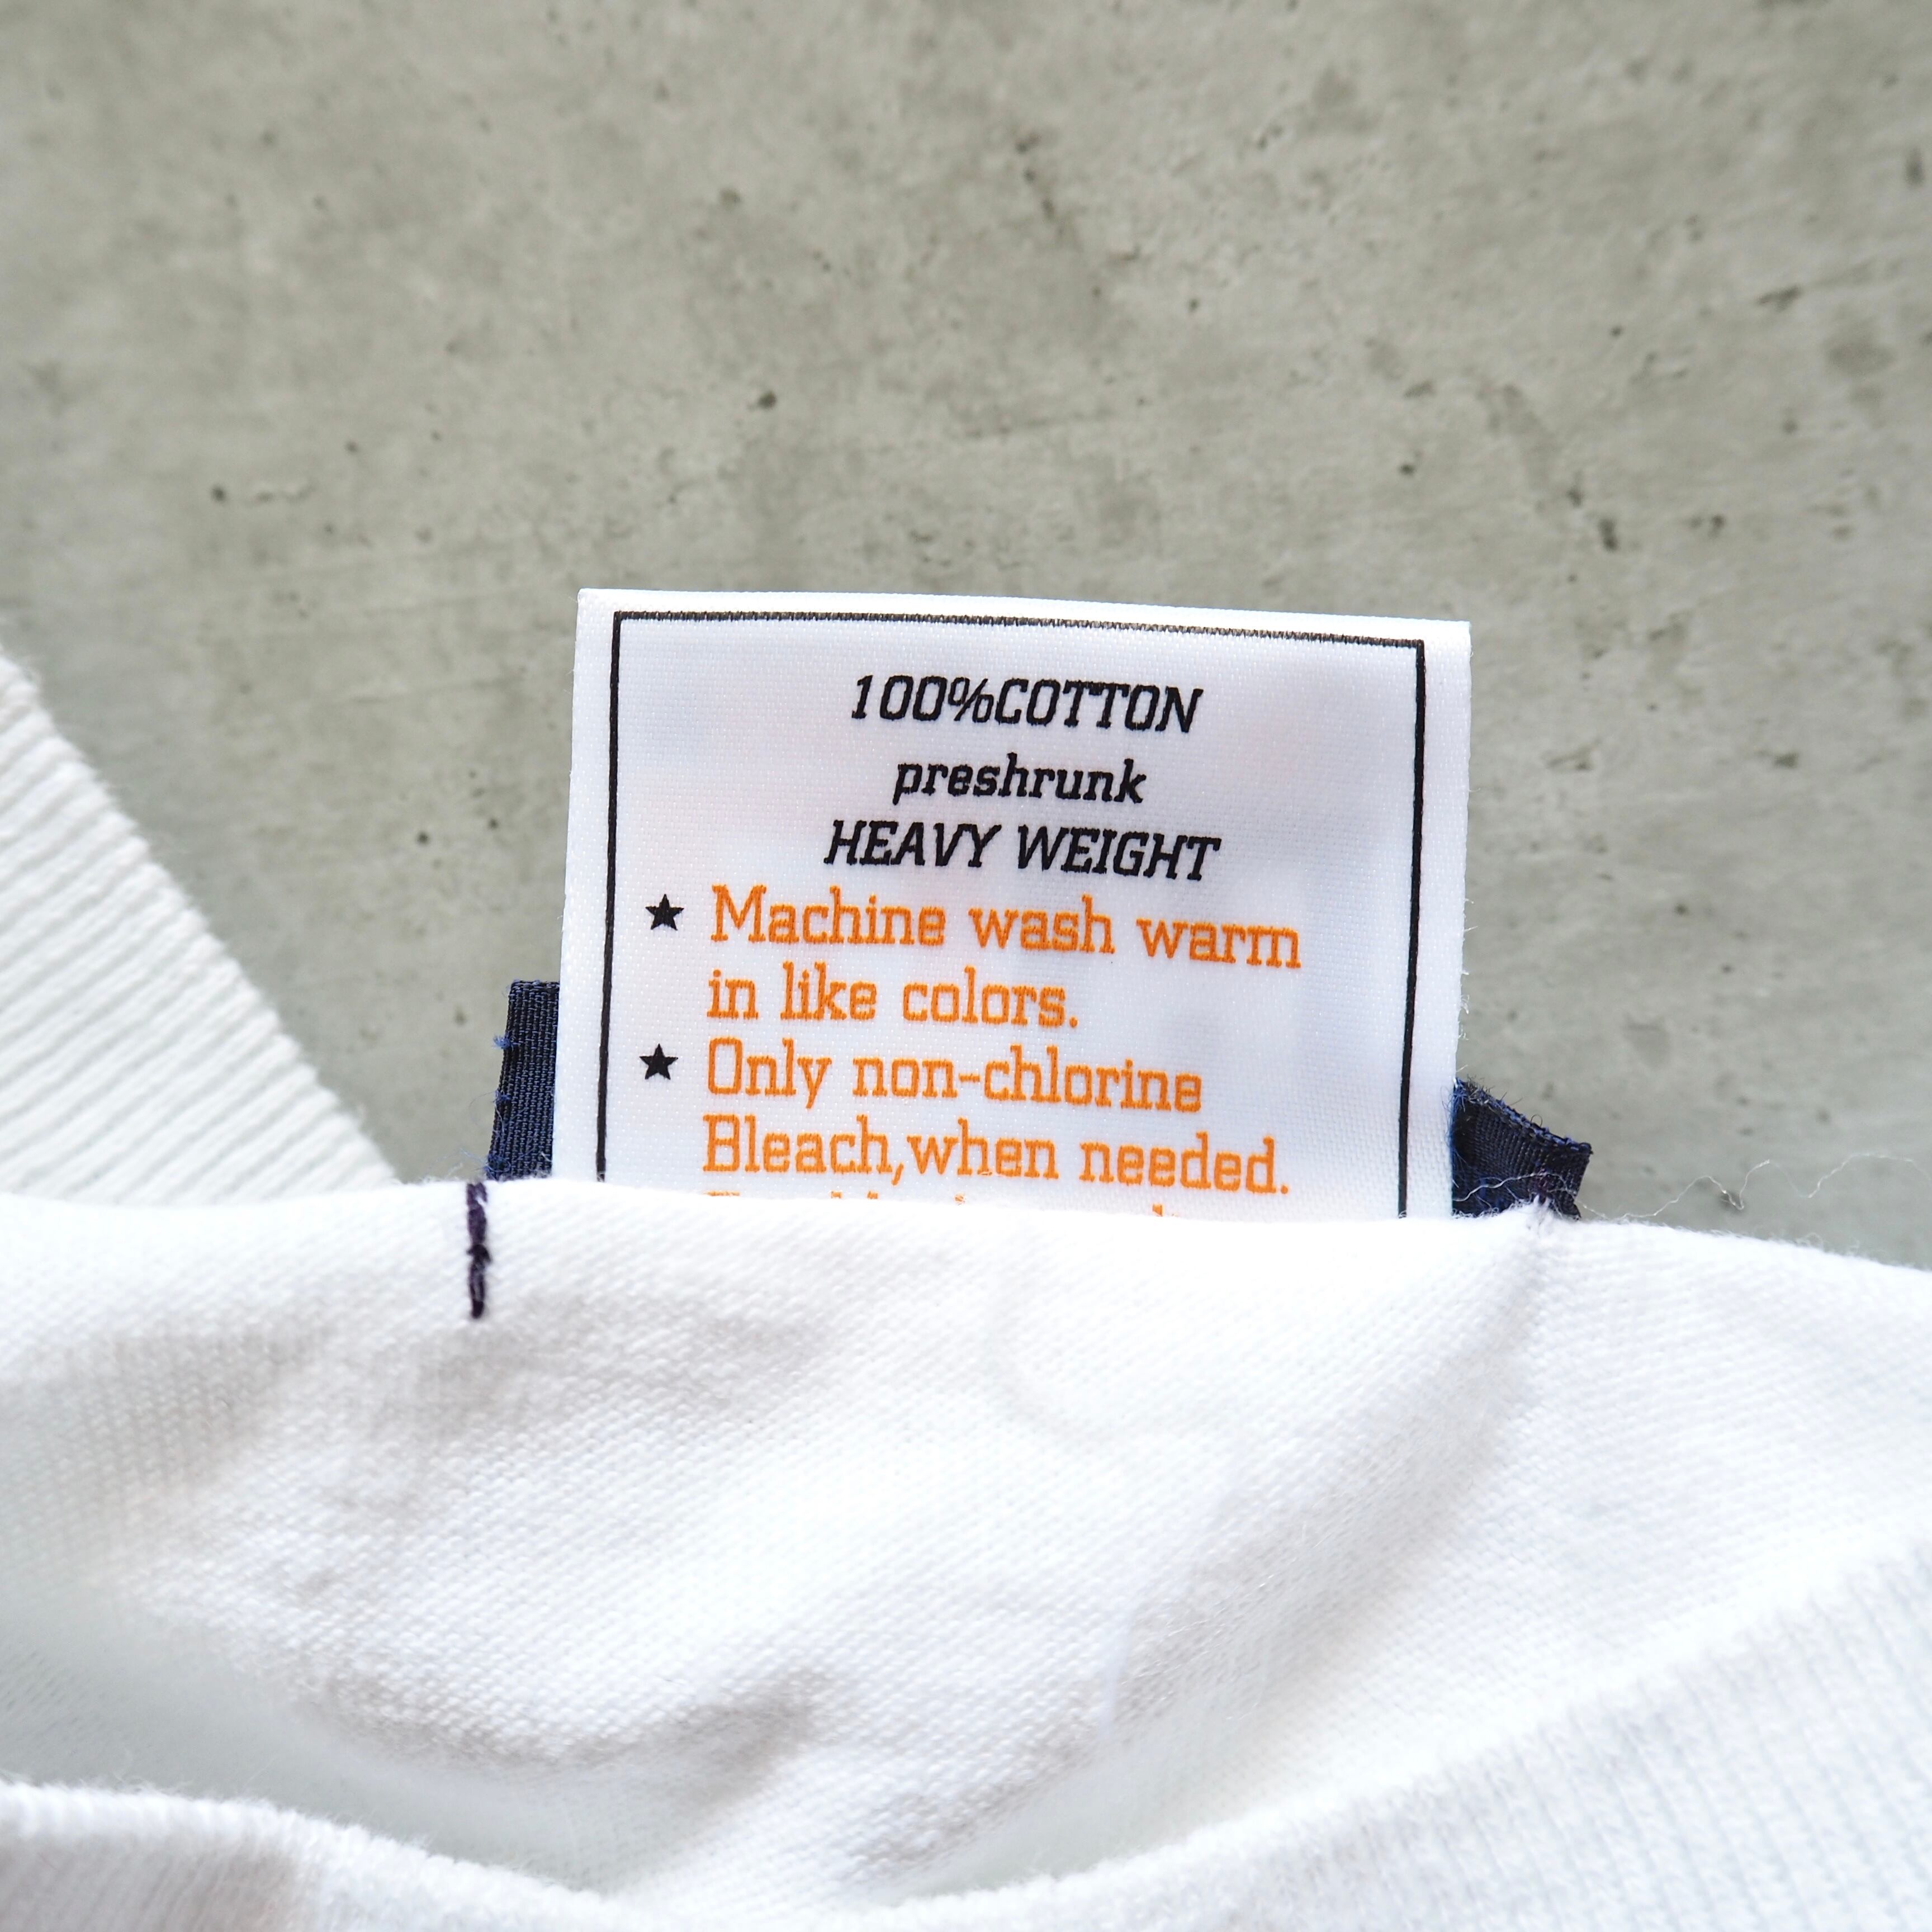 100%COTTON
preshrunk
HEAVY WEIGHT
★ Machine wash warm
in like colors.
★ Only non-chlorine
Bleach,when needed.